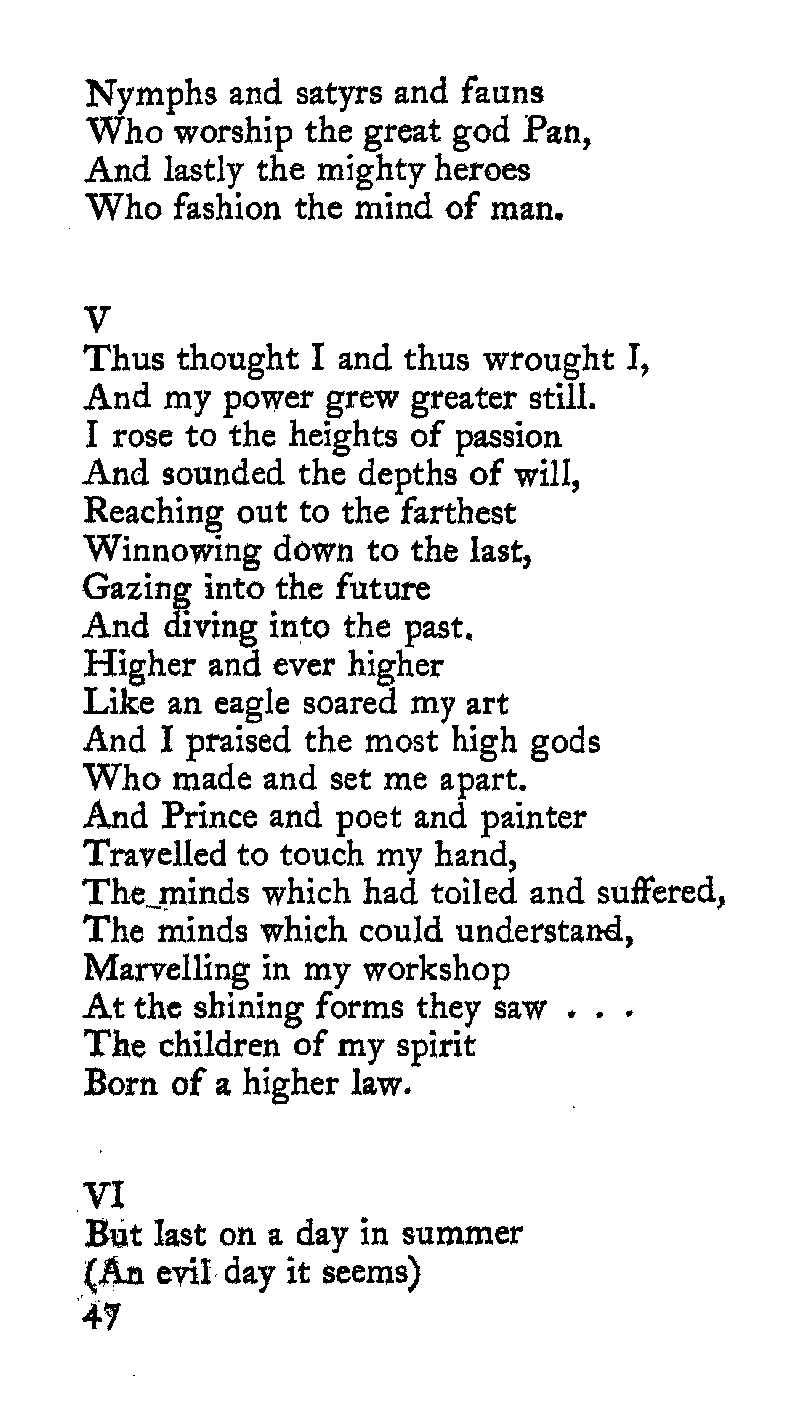 Nymphs and satyrs and fauns
Who worship the great god Pan,
And lastly the mighty heroes
Who fashion the mind of man.
V
Thus thought I and thus wrought I,
And my power grew greater still.
I rose to the heights of passion
And sounded the depths of will,
Reaching out to the farthest
Winnowing down to the last,
Gazing into the future
And diving into the past.
Higher and ever higher
Like an eagle soared my art
And I praised the most high gods
Who made and set me apart.
And Prince and poet and painter
Travelled to touch my hand,
The minds which had toiled and suffered,
The minds which could understand,
Marvelling in my workshop
At the shining forms they saw . . .
The children of my spirit
Born of a higher law.
VI
But last on a day in summer
(An evil day it seems)
47